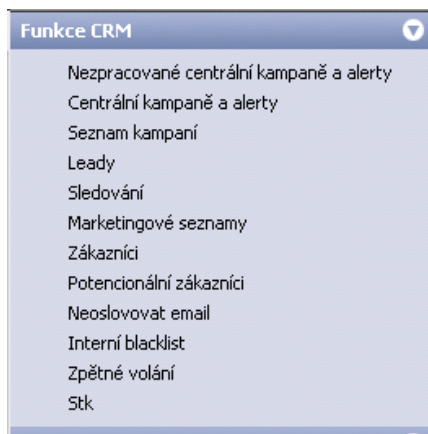 Funkce CRM
Nezpracované centrální kampaně a alerty
Centrální kampaně a alerty
Seznam kampaní
Leady
Sledování
Marketingové seznamy
Zákazníci
Potencionální zákazníci
Neoslovovat email
Interní blacklist
Zpětné volání
Stk